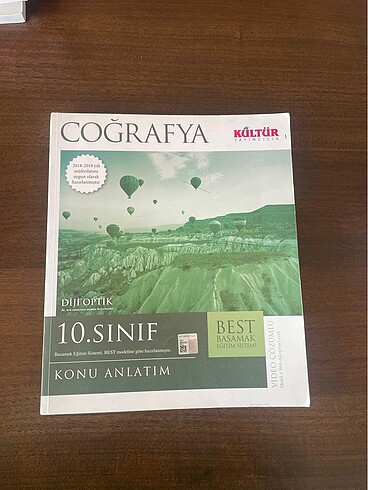 COĞRAFYA
KÜLTÜR
YAYINCILIK
2018-2019 yılı
müfredatına
uygun olarak
hazırlanmıştır.
DİJİ OPTİK
10.SINIF
Basamak Eğitim Sistemi, BEST modeline göre hazırlanmıştır.
BEST
BASAMAK
EĞİTİM SİSTEMİ
KONU ANLATIM
VİDEO ÇÖZÜMLÜ